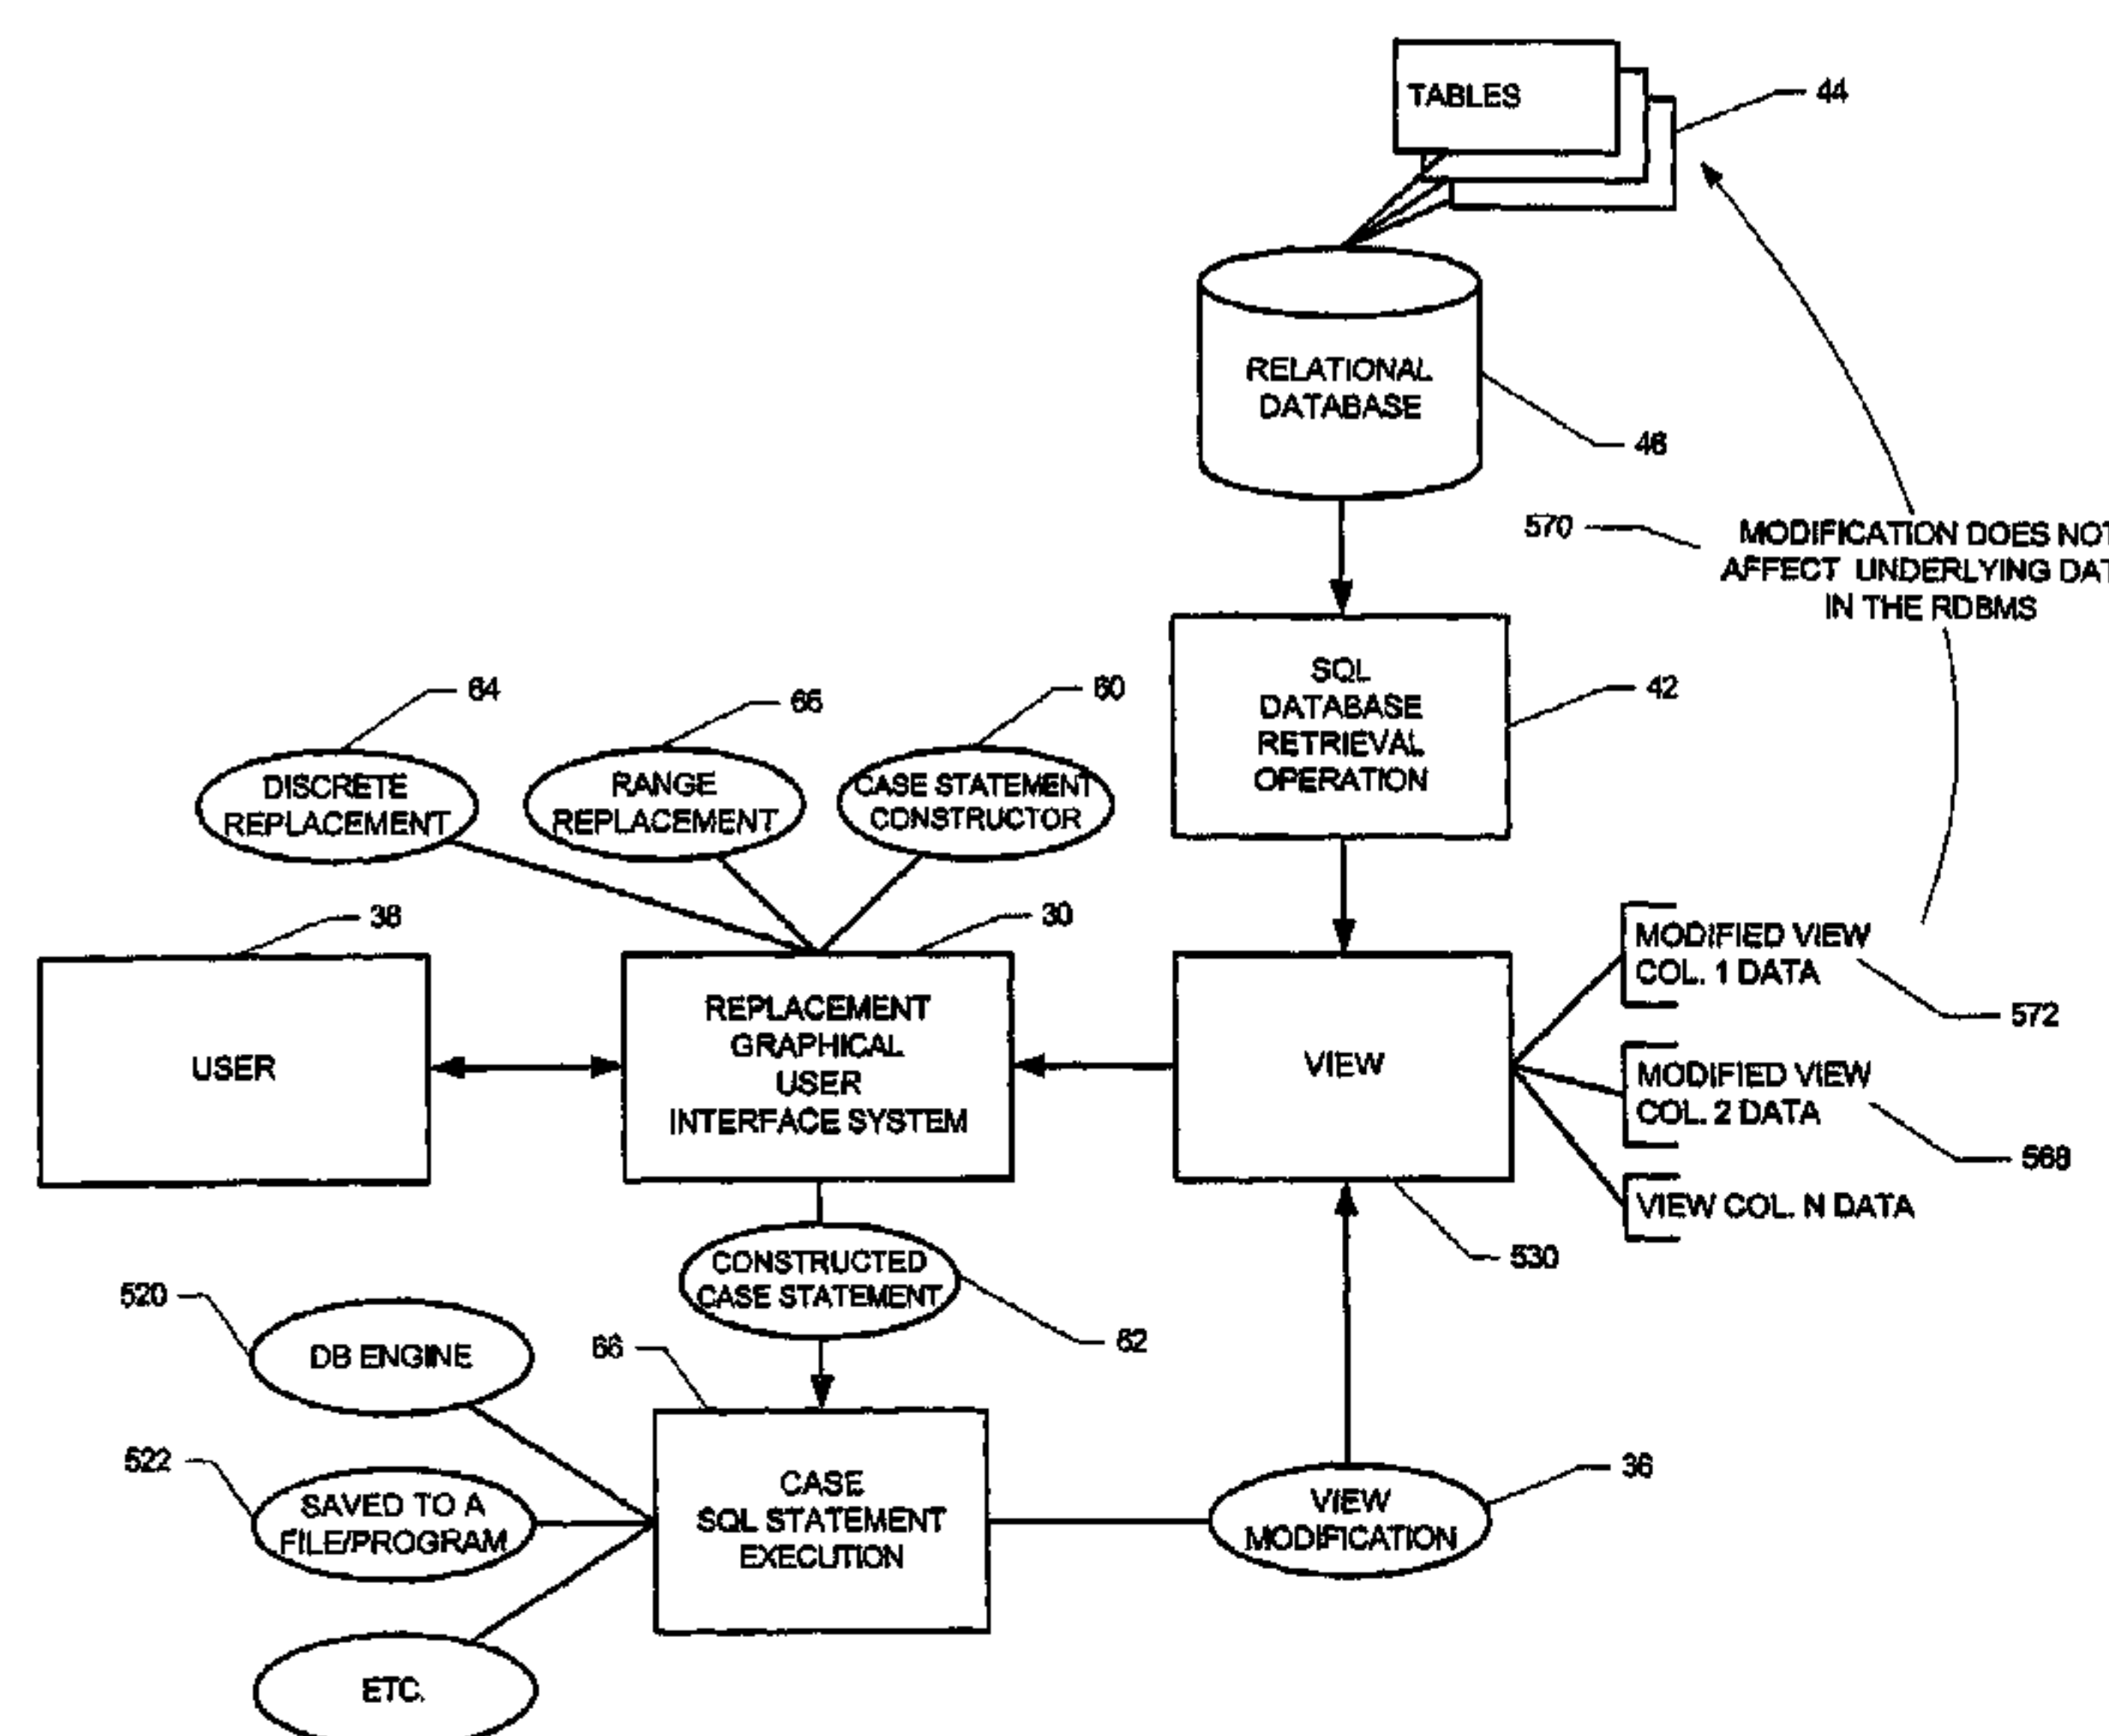 TABLES
44
RELATIONAL
DATABASE
46
570
MODIFICATION DOES NOT
AFFECT UNDERLYING DAT
IN THE RDBMS
SQL
DATABASE
RETRIEVAL
OPERATION
42
64
65
60
DISCRETE
REPLACEMENT
RANGE
REPLACEMENT
CASE STATEMENT
CONSTRUCTOR
38
30
USER
REPLACEMENT
GRAPHICAL
USER
INTERFACE SYSTEM
VIEW
MODIFIED VIEW
COL. 1 DATA
572
MODIFIED VIEW
COL. 2 DATA
568
VIEW COL. N DATA
530
CONSTRUCTED
CASE STATEMENT
62
520
DB ENGINE
66
522
SAVED TO A
FILE/PROGRAM
CASE
SQL STATEMENT
EXECUTION
VIEW
MODIFICATION
36
ETC.